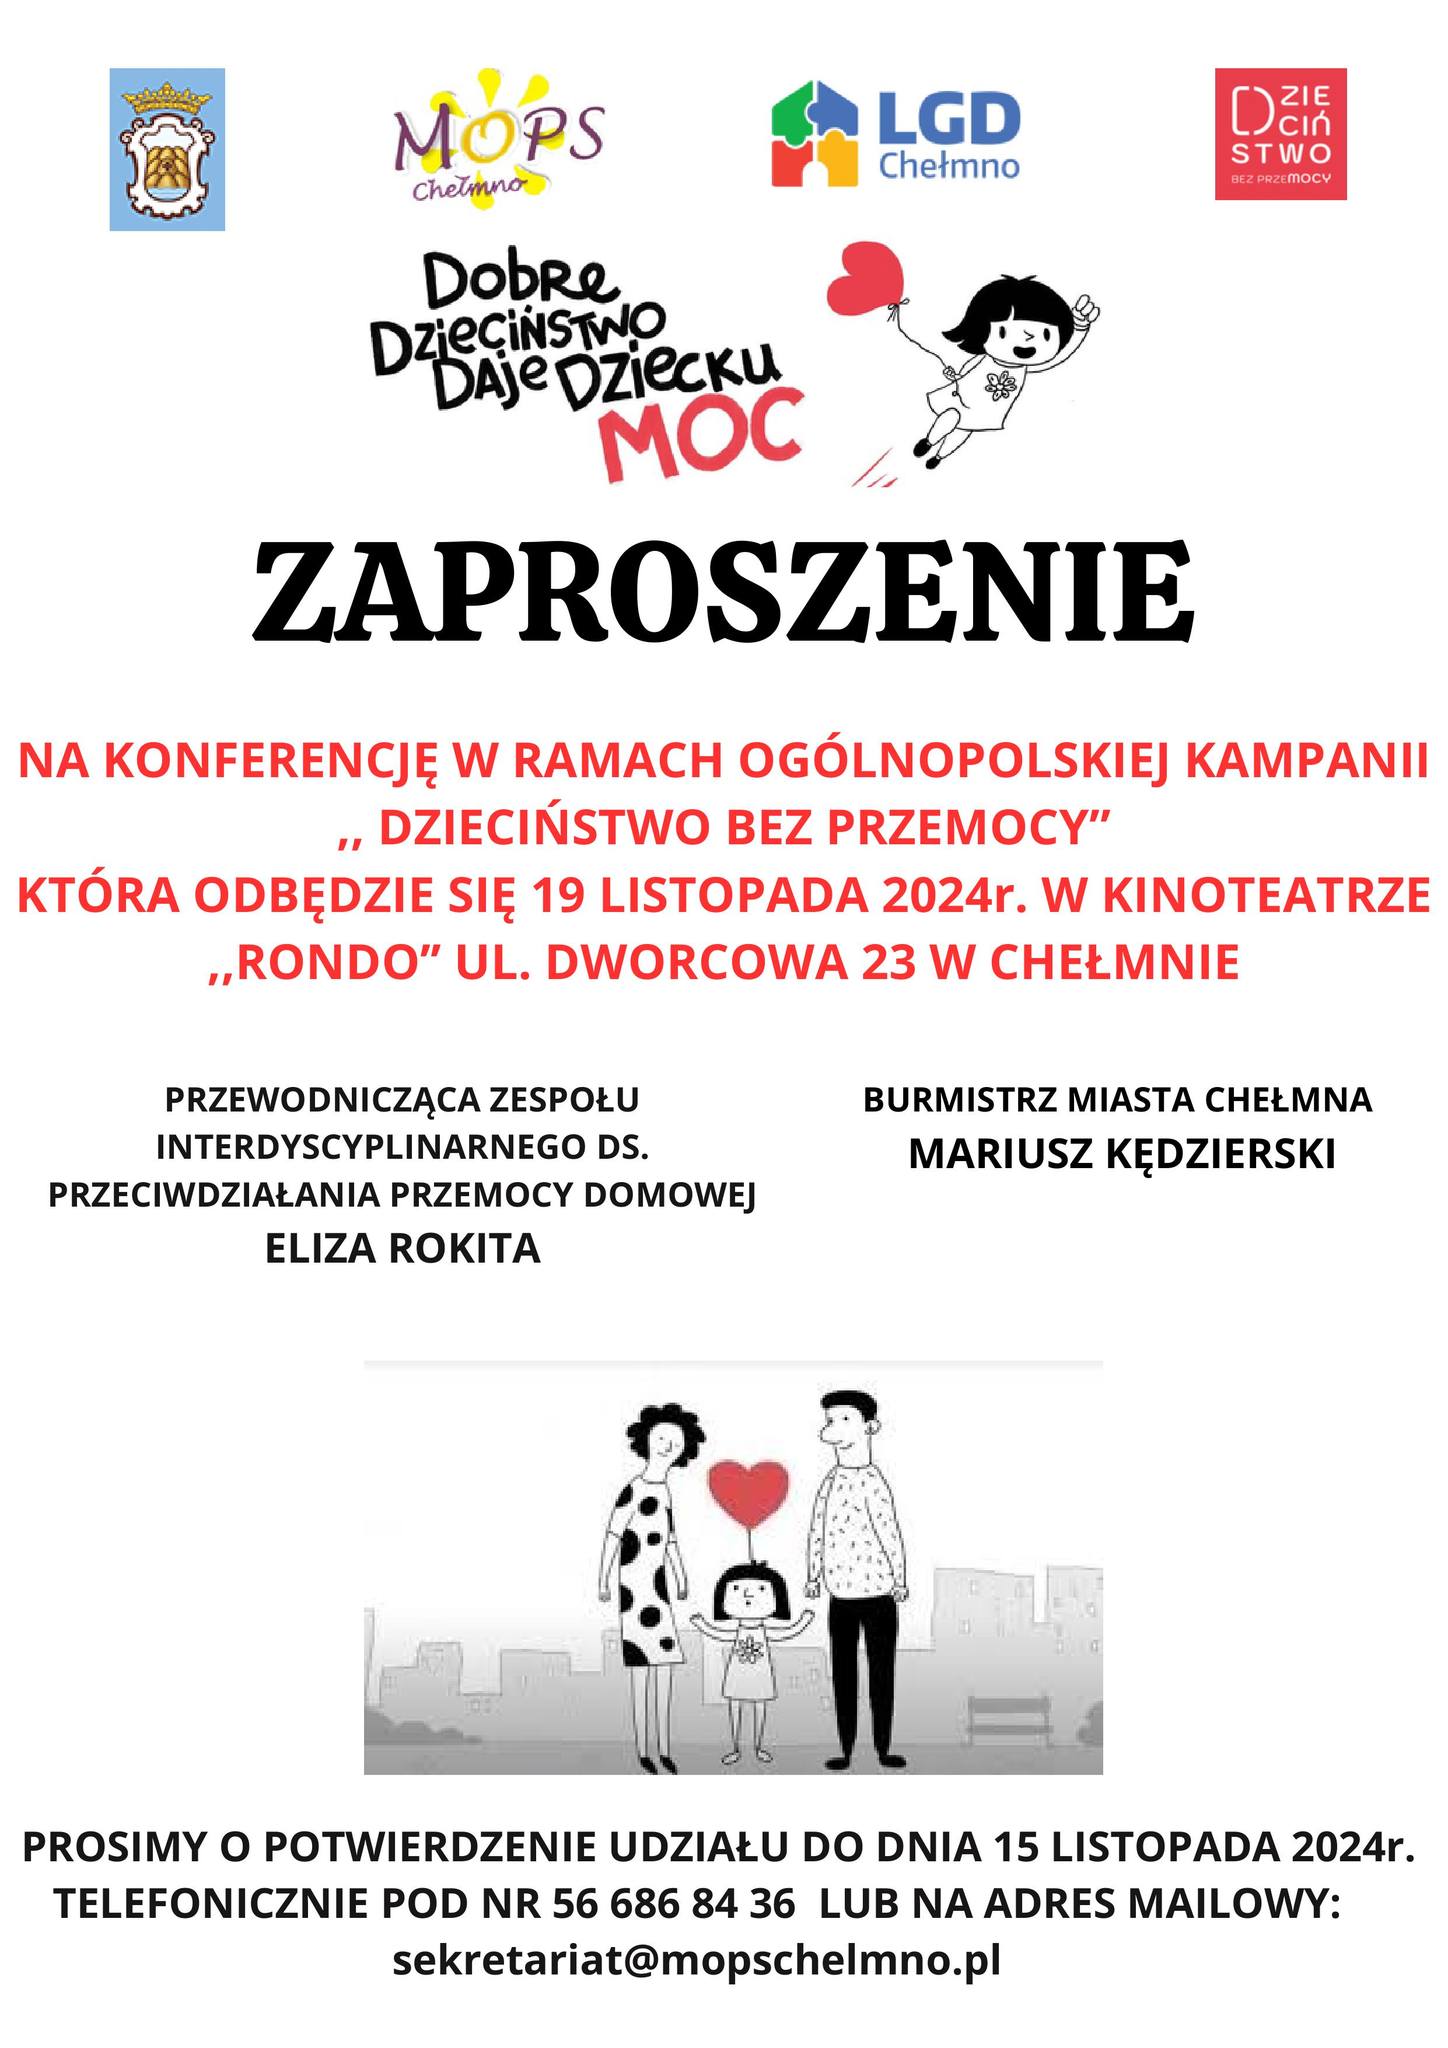 MOPS
Chełmno
LGD
Chełmno
DZIE
CIŃ
STWO
BEZ PRZEMOCY
DOBRE
DZIECIŃSTWO
DAJE DZIECKU
MOC
ZAPROSZENIE
NA KONFERENCJĘ W RAMACH OGÓLNOPOLSKIEJ KAMPANII
,, DZIECIŃSTWO BEZ PRZEMOCY”
KTÓRA ODBĘDZIE SIĘ 19 LISTOPADA 2024r. W KINOTEATRZE
,,RONDO” UL. DWORCOWA 23 W CHEŁMNIE
PRZEWODNICZĄCA ZESPOŁU
INTERDYSCYPLINARNEGO DS.
PRZECIWDZIAŁANIA PRZEMOCY DOMOWEJ
ELIZA ROKITA
BURMISTRZ MIASTA CHEŁMNA
MARIUSZ KĘDZIERSKI
PROSIMY O POTWIERDZENIE UDZIAŁU DO DNIA 15 LISTOPADA 2024r.
TELEFONICZNIE POD NR 56 686 84 36 LUB NA ADRES MAILOWY:
sekretariat@mopschelmno.pl